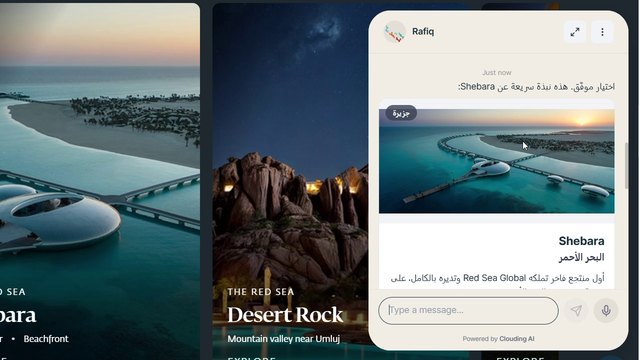 D SEA
bara
r • Beachfront
THE RED SEA
Desert Rock
Mountain valley near Umluj
EXPLORE
Rafiq
Just now
اختيار موفّق. هذه نبذة سريعة عن Shebara:
جزيرة
Shebara
البحر الأحمر
أول منتجع فاخر تملكه Red Sea Global وتديره بالكامل، على
Type a message...
Powered by Clouding AI